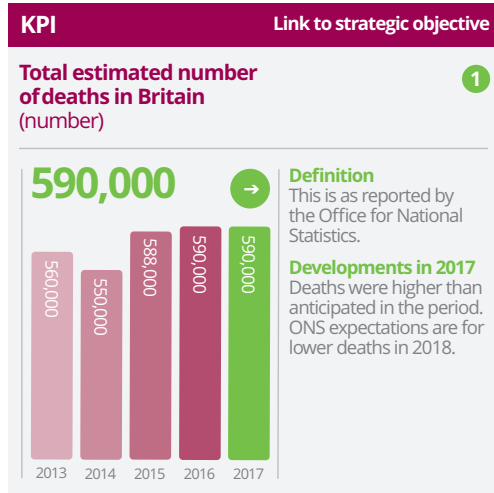 KPI
Link to strategic objective
Total estimated number
of deaths in Britain
(number)
1
590,000
560,000
550,000
588,000
590,000
590,000
2013
2014
2015
2016
2017
Definition
This is as reported by
the Office for National
Statistics.
Developments in 2017
Deaths were higher than
anticipated in the period.
ONS expectations are for
lower deaths in 2018.